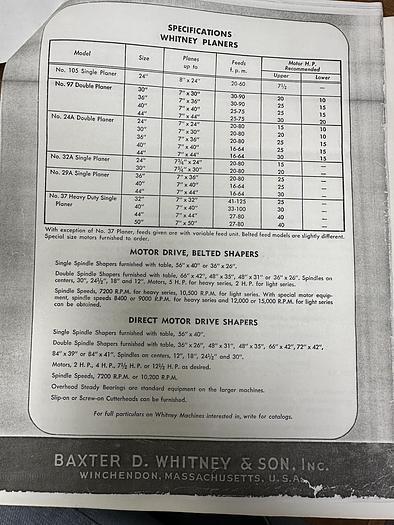 SPECIFICATIONS
WHITNEY PLANERS
Model Size Planes up to Feeds f. p. m. Motor H. P. Recommended
Upper Lower
No. 105 Single Planer 24" 8" x 24" 20-60 7½ —
No. 97 Double Planer 30" 7" x 30" 30-90 20 10
36" 7" x 36" 30-90 25 15
40" 7" x 40" 25-75 25 15
44" 7" x 44" 25-75 30 20
No. 24A Double Planer 24" 7" x 24" 20-80 15 10
30" 7" x 30" 20-80 20 10
36" 7" x 36" 20-80 25 15
40" 7" x 40" 16-64 25 15
44" 7" x 44" 16-64 30 15
No. 32A Single Planer 24" 7¾" x 24" 20-80 15 —
30" 7¾" x 30" 20-80 20 —
No. 29A Single Planer 36" 7" x 36" 20-80 25 —
40" 7" x 40" 16-64 25 —
44" 7" x 44" 16-64 30 —
No. 37 Heavy Duty Single Planer 32" 7" x 32" 41-125 25 —
40" 7" x 40" 33-100 30 —
44" 7" x 44" 27-80 40 —
50" 7" x 50" 27-80 40 —
With exception of No. 37 Planer, feeds given are with variable feed unit. Belted feed models are slightly different.
Special size motors furnished to order.
MOTOR DRIVE, BELTED SHAPERS
Single Spindle Shapers furnished with table, 56" x 40" or 36" x 26".
Double Spindle Shapers furnished with table, 66" x 42", 48" x 35", 48" x 31" or 36" x 26". Spindles on
centers, 30", 24½", 18" and 12". Motors, 5 H. P. for heavy series, 2 H. P. for light series.
Spindle Speeds, 7200 R.P.M. for heavy series, 10,500 R.P.M. for light series. With special motor equip-
ment, spindle speeds 8400 or 9000 R.P.M. for heavy series and 12,000 or 15,000 R.P.M. for light series
can be obtained.
DIRECT MOTOR DRIVE SHAPERS
Single Spindle Shapers furnished with table, 56" x 40".
Double Spindle Shapers furnished with table, 36" x 26", 48" x 31", 48" x 35", 66" x 42", 72" x 42",
84" x 39" or 84" x 41". Spindles on centers, 12", 18", 24½" and 30".
Motors, 2 H. P., 4 H. P., 7½ H. P. or 12½ H. P. as desired.
Spindle Speeds, 7200 R.P.M. or 10,200 R.P.M.
Overhead Steady Bearings are standard equipment on the larger machines.
Slip-on or Screw-on Cutterheads can be furnished.
For full particulars on Whitney Machines interested in, write for catalogs.
BAXTER D. WHITNEY & SON, INC.
WINCHENDON, MASSACHUSETTS, U. S. A.